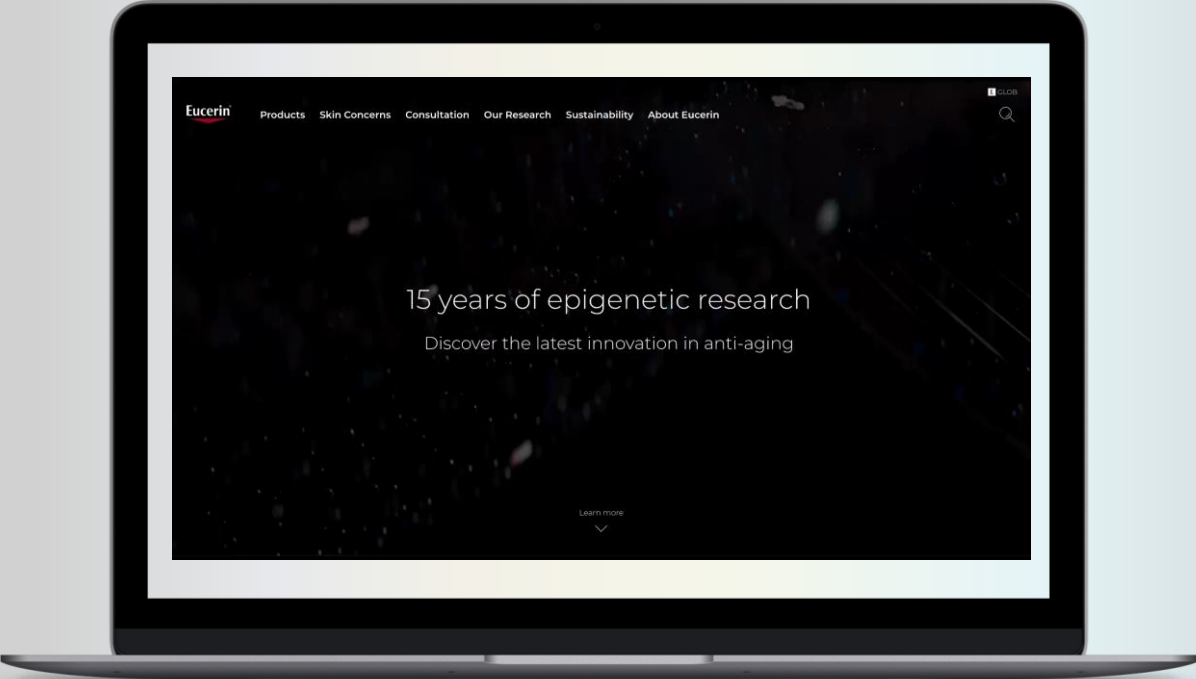 GLOB
Eucerin
Products Skin Concerns Consultation Our Research Sustainability About Eucerin
15 years of epigenetic research
Discover the latest innovation in anti-aging
Learn more